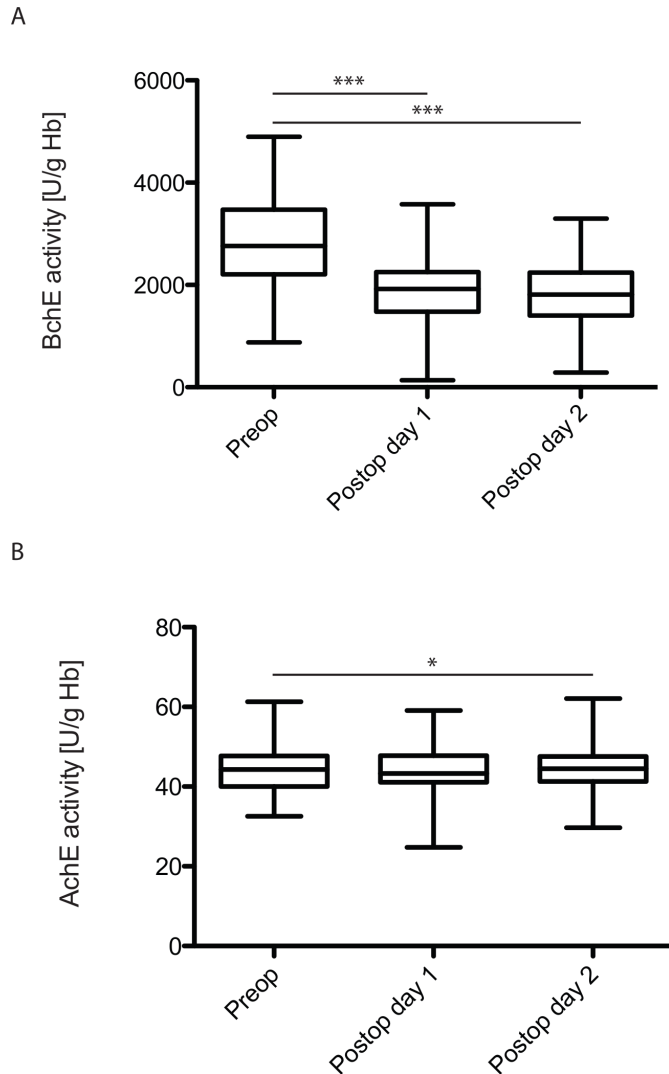 A
BchE activity [U/g Hb]
6000
4000
2000
0
***
***
Preop
Postop day 1
Postop day 2
B
AchE activity [U/g Hb]
80
60
40
20
0
*
Preop
Postop day 1
Postop day 2